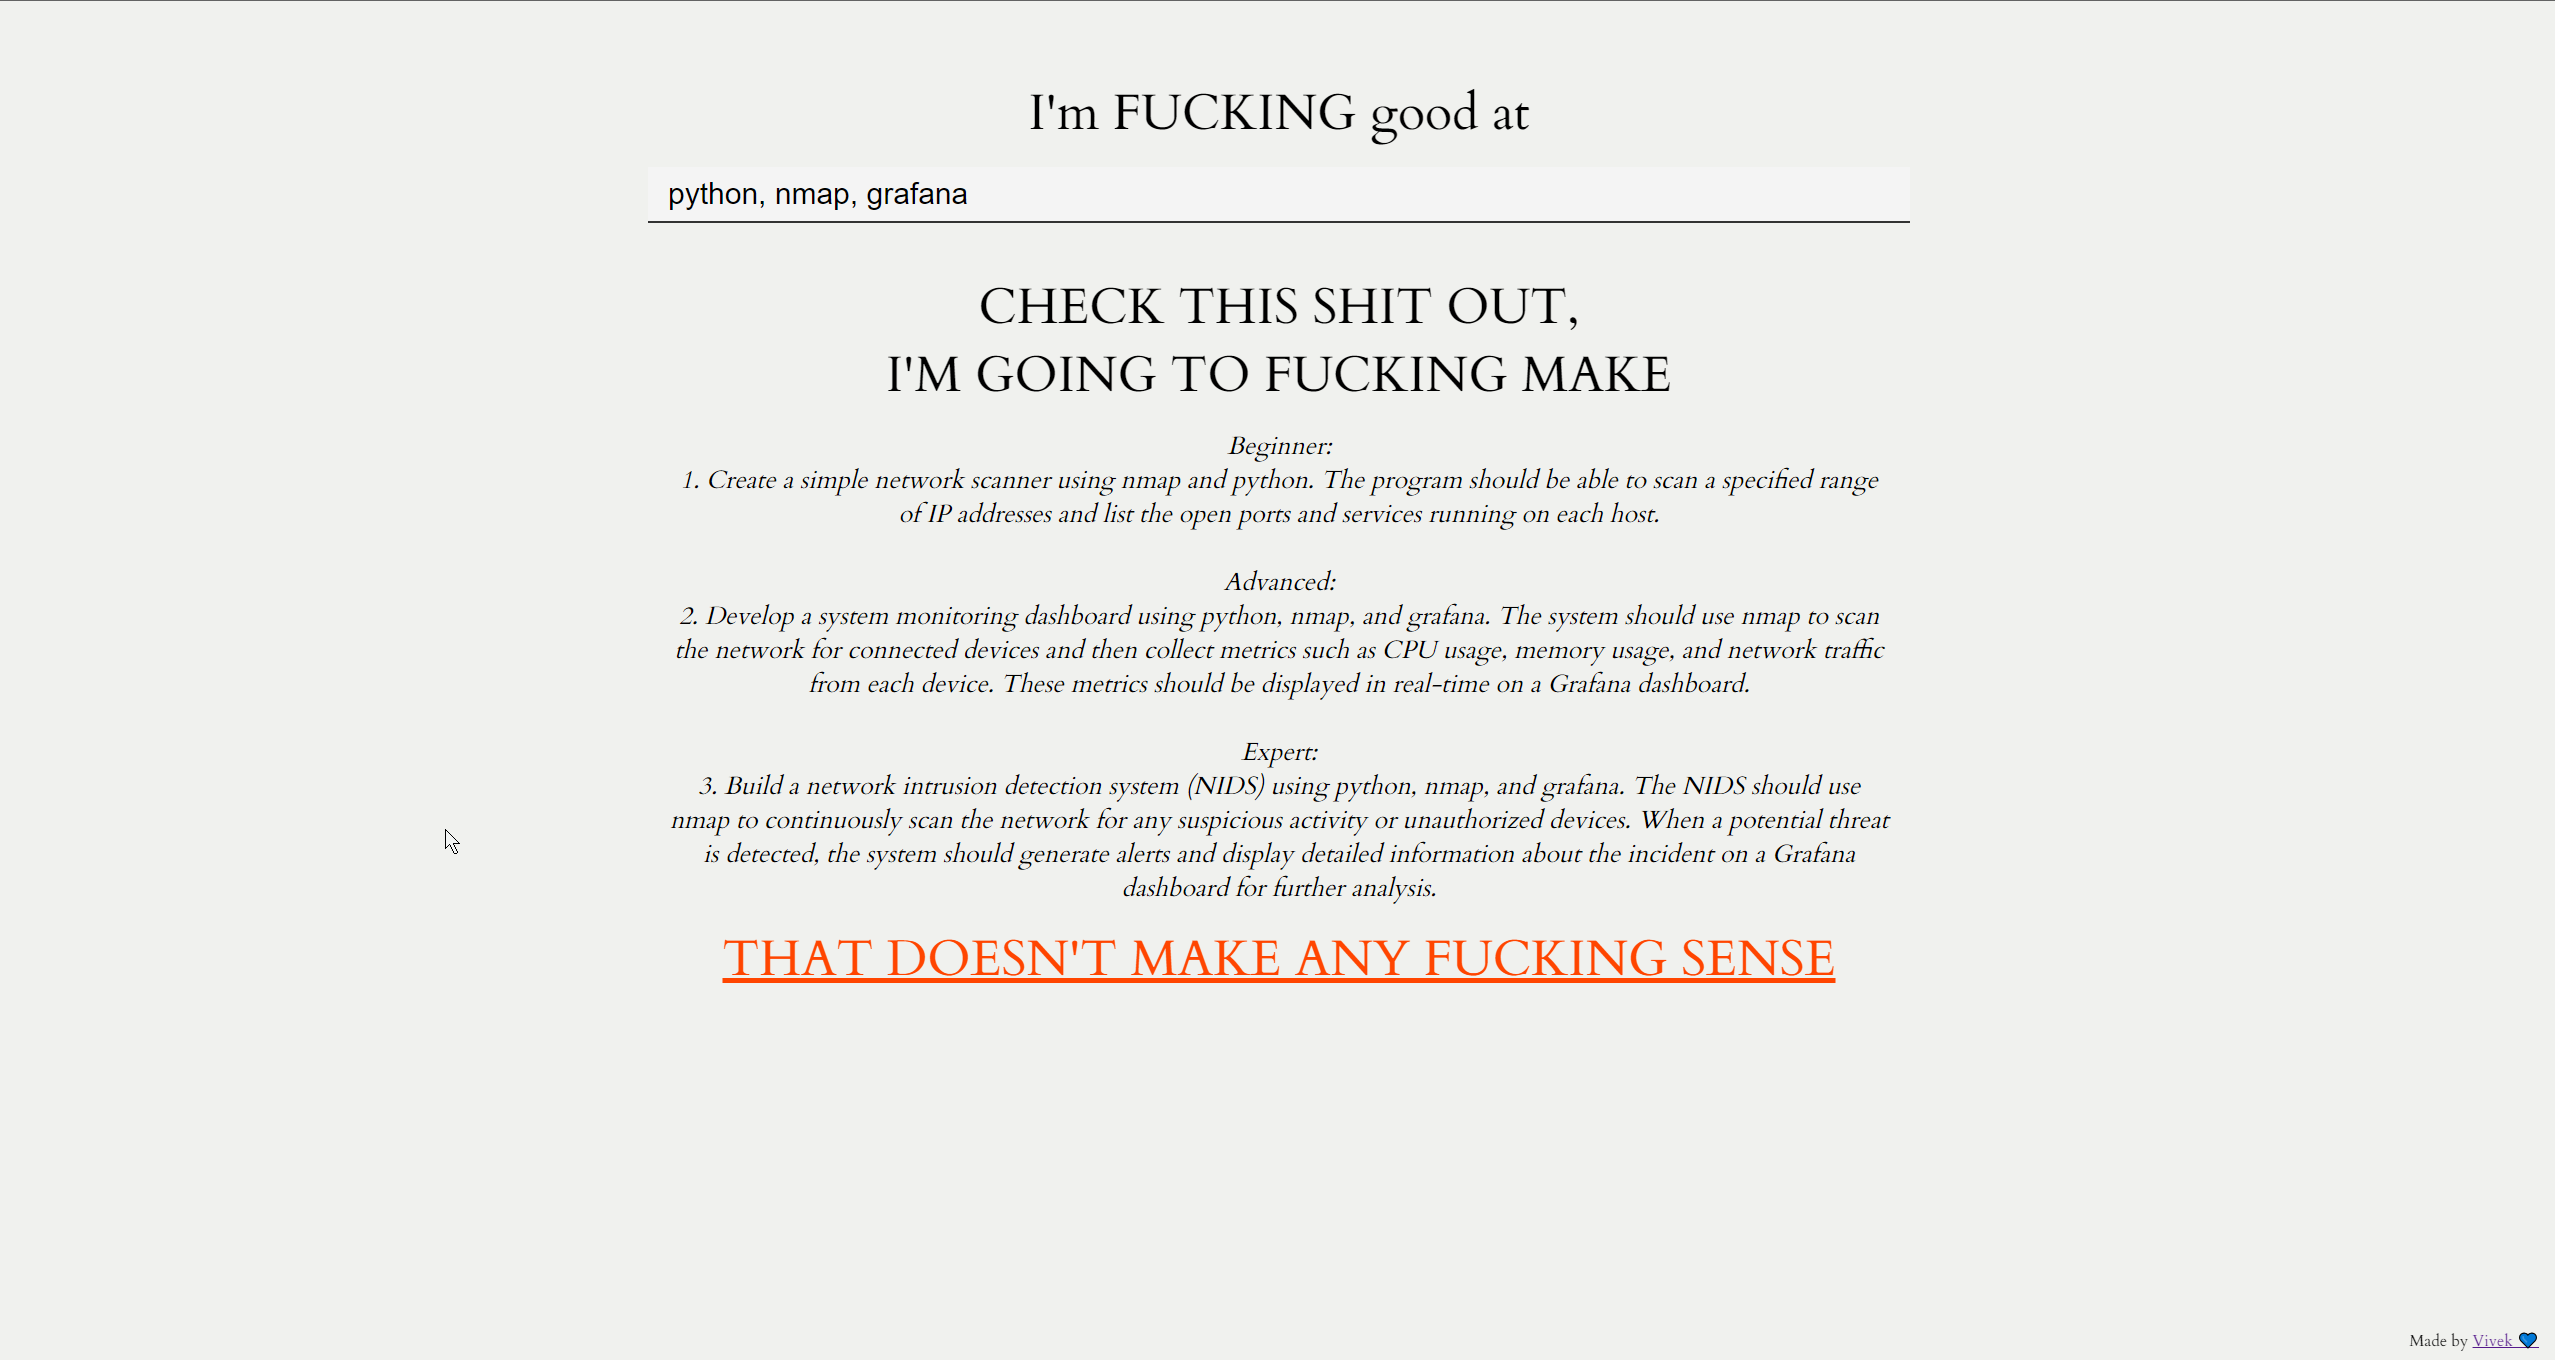 I'm FUCKING good at
python, nmap, grafana
CHECK THIS SHIT OUT,
I'M GOING TO FUCKING MAKE
Beginner:
1. Create a simple network scanner using nmap and python. The program should be able to scan a specified range
of IP addresses and list the open ports and services running on each host.
Advanced:
2. Develop a system monitoring dashboard using python, nmap, and grafana. The system should use nmap to scan
the network for connected devices and then collect metrics such as CPU usage, memory usage, and network traffic
from each device. These metrics should be displayed in real-time on a Grafana dashboard.
Expert:
3. Build a network intrusion detection system (NIDS) using python, nmap, and grafana. The NIDS should use
nmap to continuously scan the network for any suspicious activity or unauthorized devices. When a potential threat
is detected, the system should generate alerts and display detailed information about the incident on a Grafana
dashboard for further analysis.
THAT DOESN'T MAKE ANY FUCKING SENSE
Made by Vivek 💙